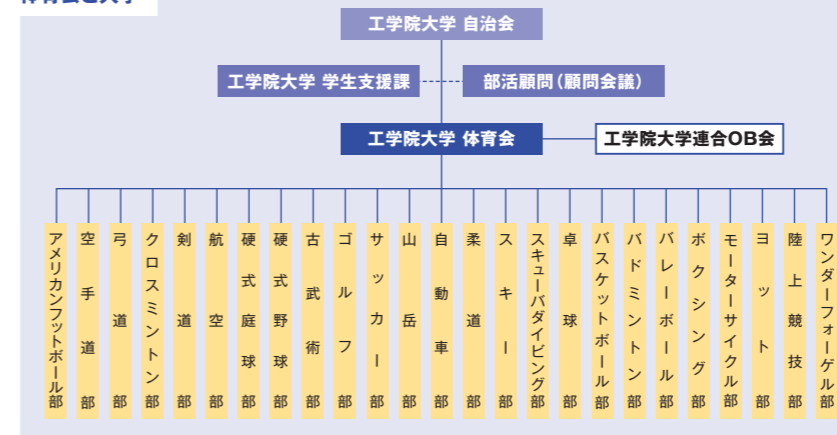 体育会と大学
工学院大学 自治会
工学院大学 学生支援課
部活顧問(顧問会議)
工学院大学 体育会
工学院大学連合OB会
アメリカンフットボール部
空手道部
弓道部
クロスミントン部
剣道部
航空部
硬式庭球部
硬式野球部
古武術部
ゴルフ部
サッカー部
山岳部
自動車部
柔道部
スキー部
スキューバダイビング部
卓球部
バスケットボール部
バドミントン部
バレーボール部
ボクシング部
モーターサイクル部
ヨット部
陸上競技部
ワンダーフォーゲル部